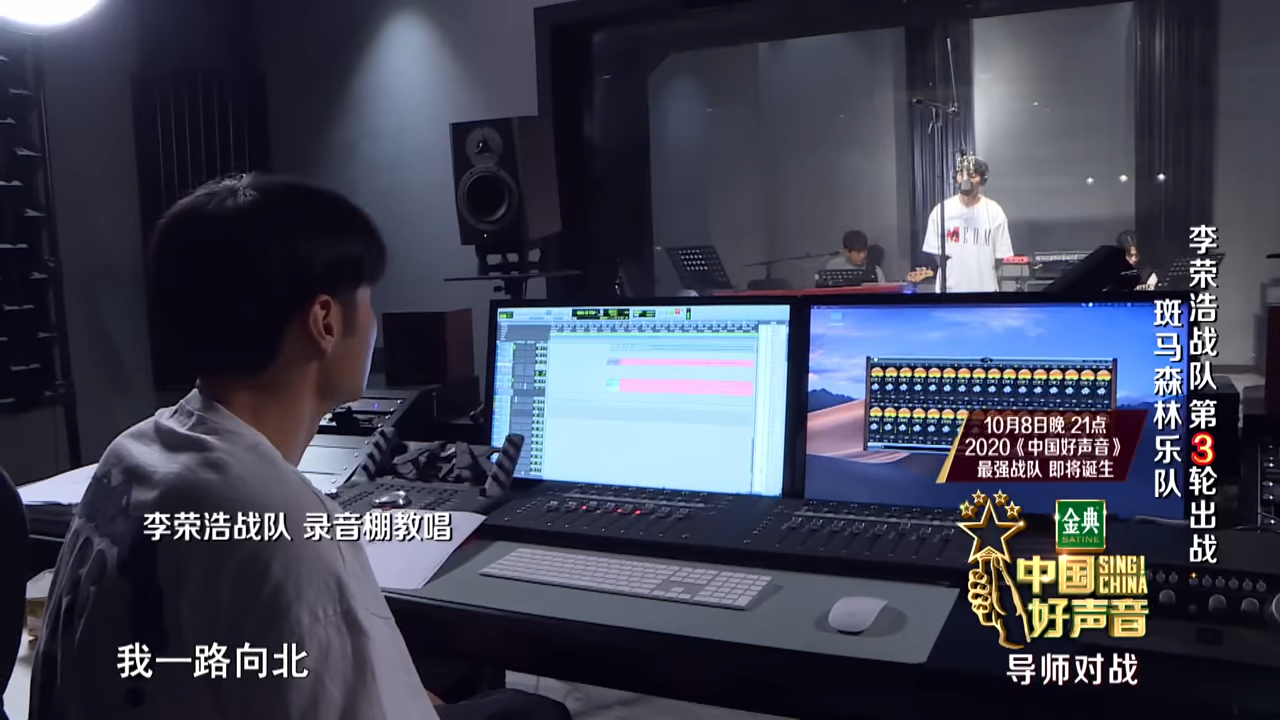 李荣浩战队 第3轮出战
斑马森林乐队
10月8日晚 21点
2020《中国好声音》
最强战队 即将诞生
金典
SATINE
李荣浩战队 录音棚教唱
中国
SING!
CHINA
好声音
我一路向北
导师对战